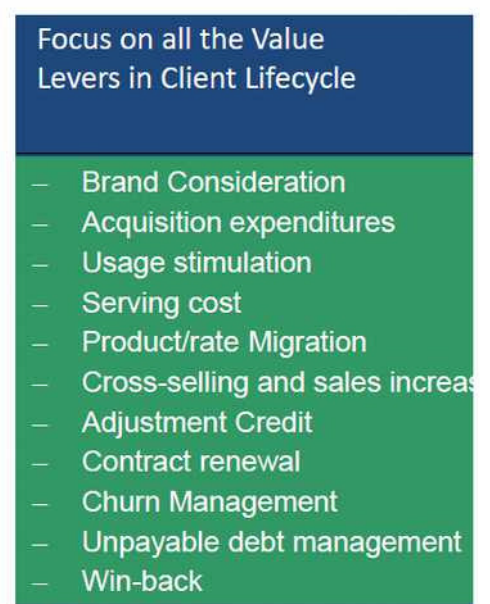 Focus on all the Value
Levers in Client Lifecycle
– Brand Consideration
– Acquisition expenditures
– Usage stimulation
– Serving cost
– Product/rate Migration
– Cross-selling and sales increas
– Adjustment Credit
– Contract renewal
– Churn Management
– Unpayable debt management
– Win-back